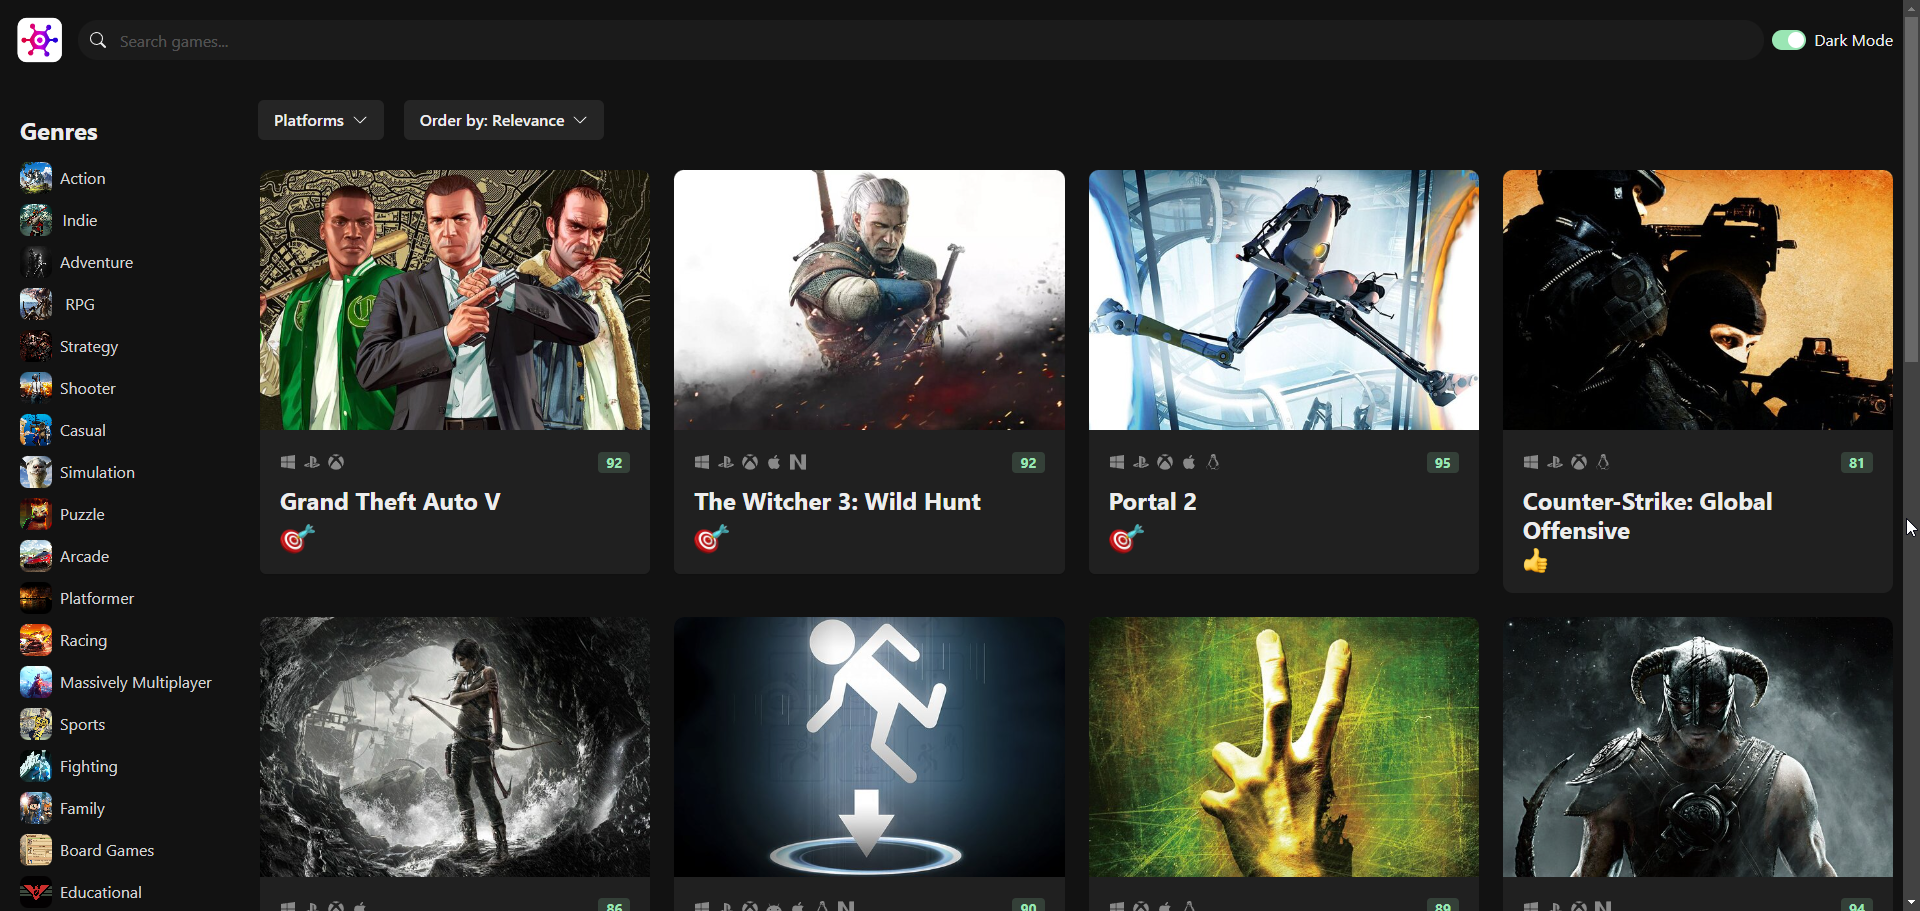 Search games...
Dark Mode
Genres
Action
Indie
Adventure
RPG
Strategy
Shooter
Casual
Simulation
Puzzle
Arcade
Platformer
Racing
Massively Multiplayer
Sports
Fighting
Family
Board Games
Educational
Platforms
Order by: Relevance
92
Grand Theft Auto V
92
The Witcher 3: Wild Hunt
95
Portal 2
81
Counter-Strike: Global
Offensive
86
90
89
94